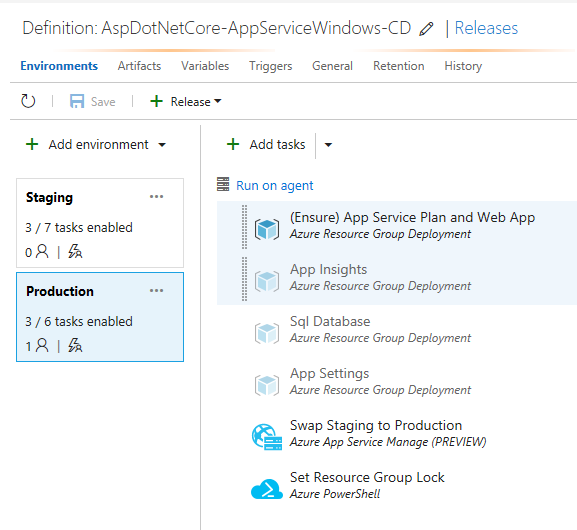 Definition: AspDotNetCore-AppServiceWindows-CD | Releases
Environments Artifacts Variables Triggers General Retention History
Save Release
Add environment
Staging
3 / 7 tasks enabled
0
Production
3 / 6 tasks enabled
1
Add tasks
Run on agent
(Ensure) App Service Plan and Web App
Azure Resource Group Deployment
App Insights
Azure Resource Group Deployment
Sql Database
Azure Resource Group Deployment
App Settings
Azure Resource Group Deployment
Swap Staging to Production
Azure App Service Manage (PREVIEW)
Set Resource Group Lock
Azure PowerShell